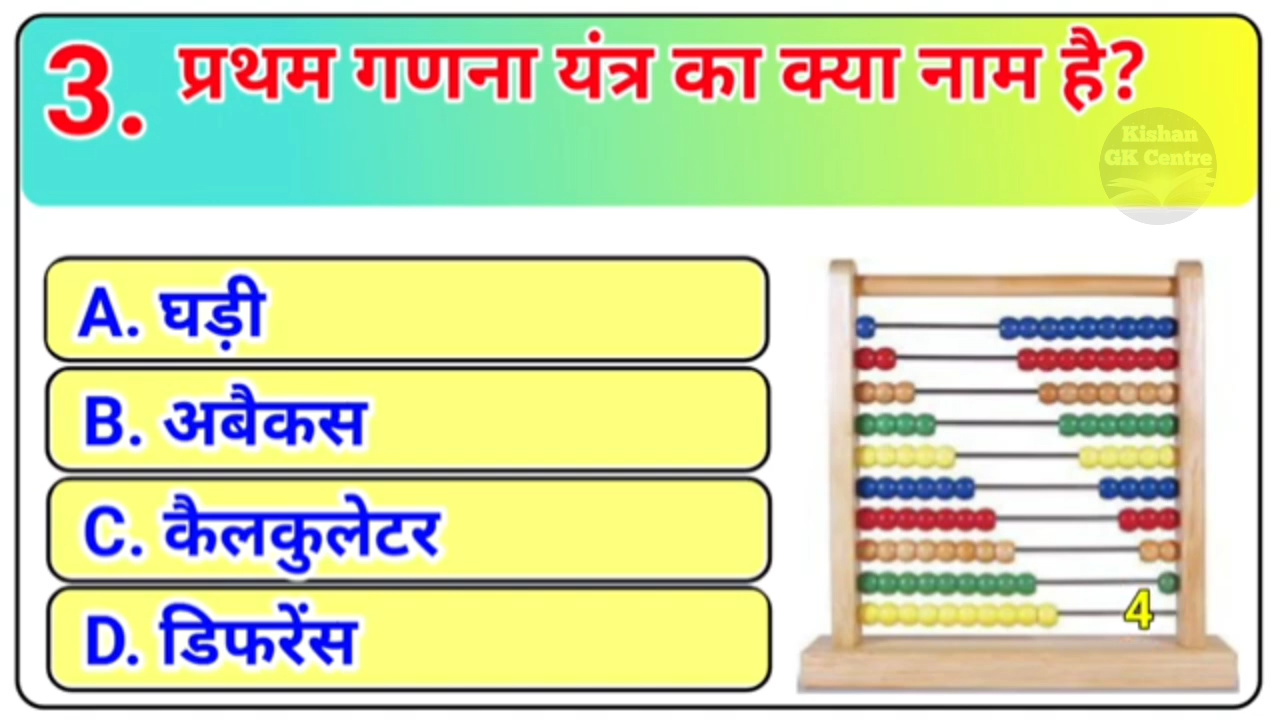 3. प्रथम गणना यंत्र का क्या नाम है?
Kishan
GK Centre
A. घड़ी
B. अबैकस
C. कैलकुलेटर
D. डिफरेंस
4